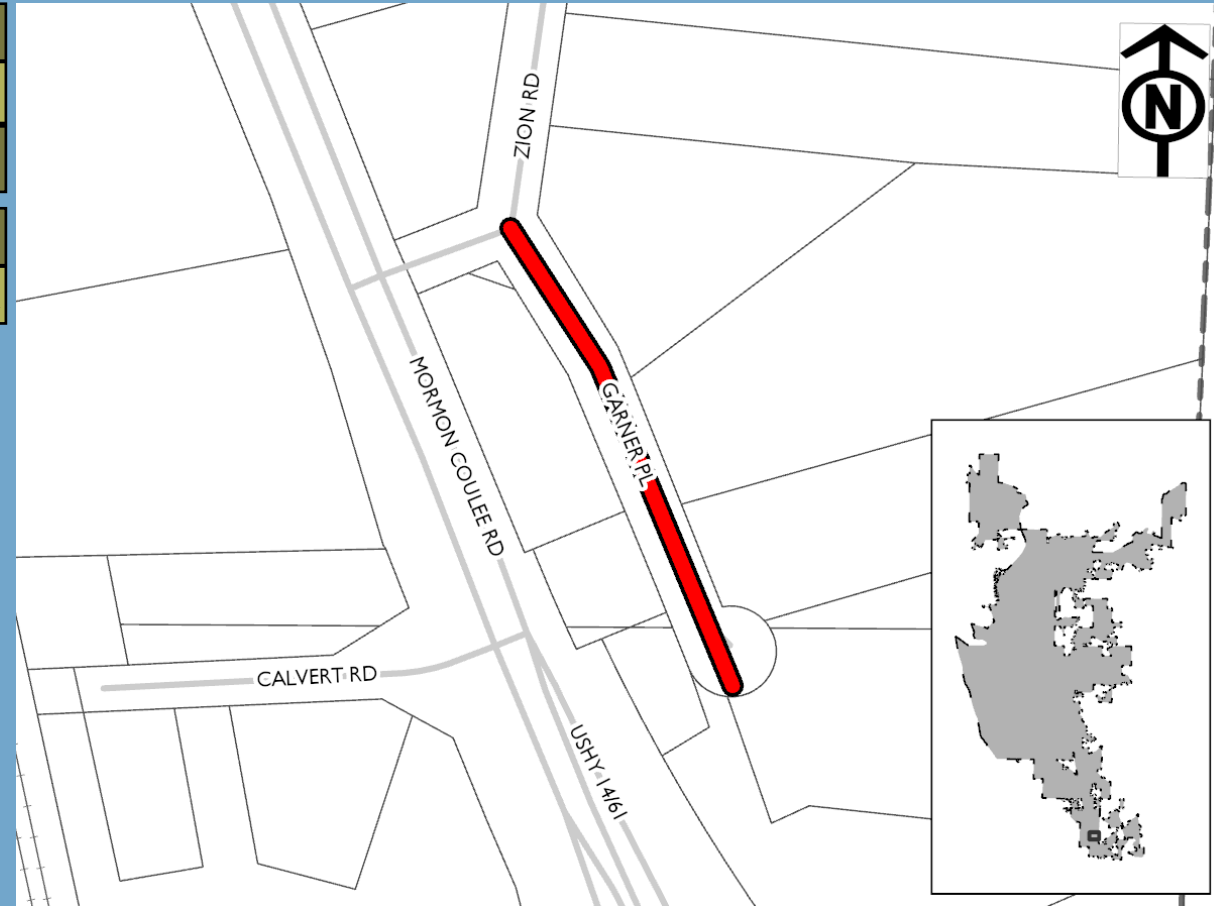 ZION RD
N
MORMON COULEE RD
GARNER PL
CALVERT RD
USHY 14/61